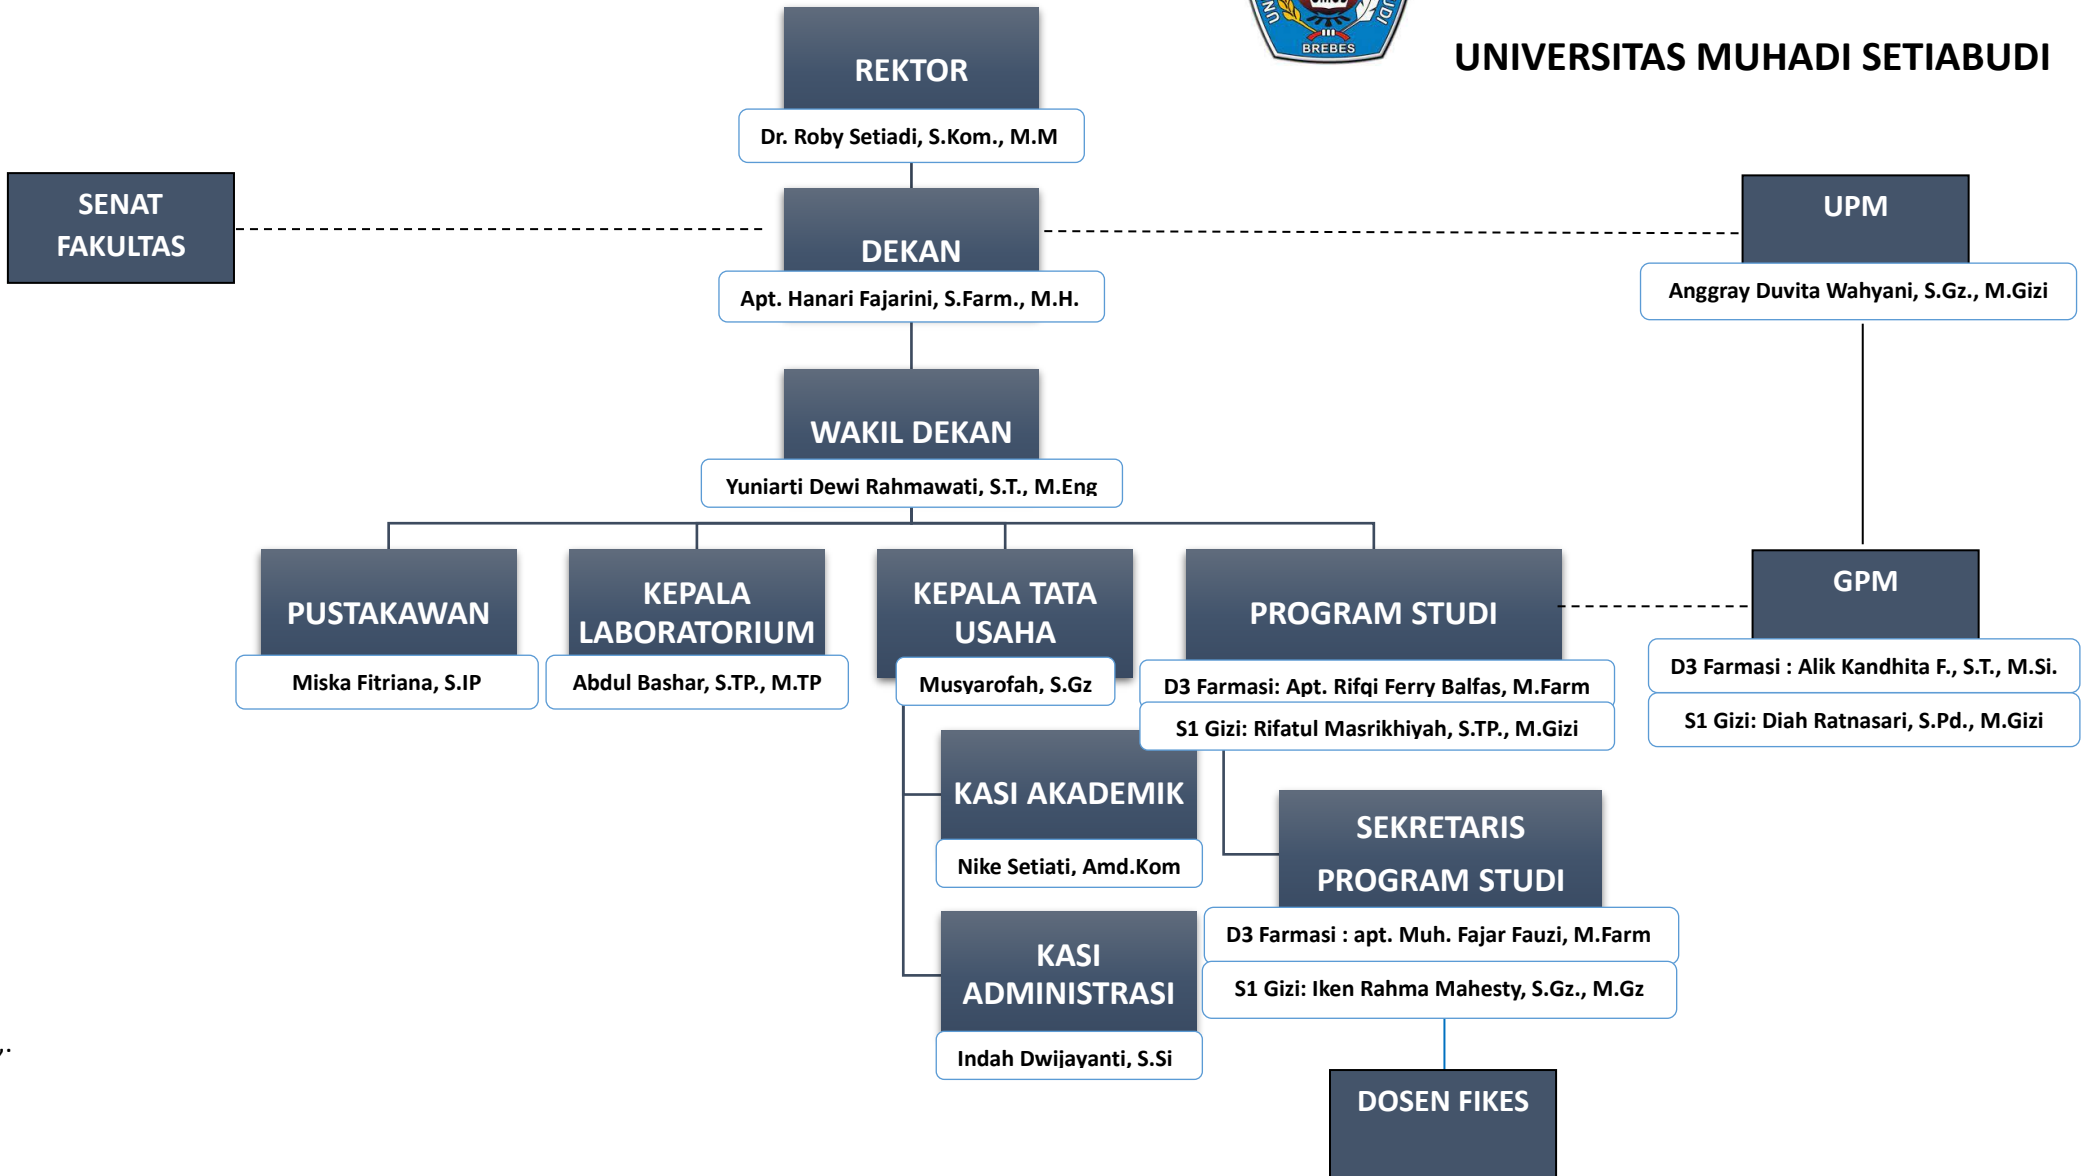 BREBES
UNIVERSITAS MUHADI SETIABUDI
REKTOR
Dr. Roby Setiadi, S.Kom., M.M
SENAT
FAKULTAS
DEKAN
Apt. Hanari Fajarini, S.Farm., M.H.
UPM
Anggray Duvita Wahyani, S.Gz., M.Gizi
WAKIL DEKAN
Yuniarti Dewi Rahmawati, S.T., M.Eng
PUSTAKAWAN
Miska Fitriana, S.IP
KEPALA
LABORATORIUM
Abdul Bashar, S.TP., M.TP
KEPALA TATA
USAHA
Musyarofah, S.Gz
PROGRAM STUDI
D3 Farmasi: Apt. Rifqi Ferry Balfas, M.Farm
S1 Gizi: Rifatul Masrikhiyah, S.TP., M.Gizi
GPM
D3 Farmasi : Alik Kandhita F., S.T., M.Si.
S1 Gizi: Diah Ratnasari, S.Pd., M.Gizi
KASI AKADEMIK
Nike Setiati, Amd.Kom
SEKRETARIS
PROGRAM STUDI
D3 Farmasi : apt. Muh. Fajar Fauzi, M.Farm
S1 Gizi: Iken Rahma Mahesty, S.Gz., M.Gz
KASI
ADMINISTRASI
Indah Dwijayanti, S.Si
DOSEN FIKES